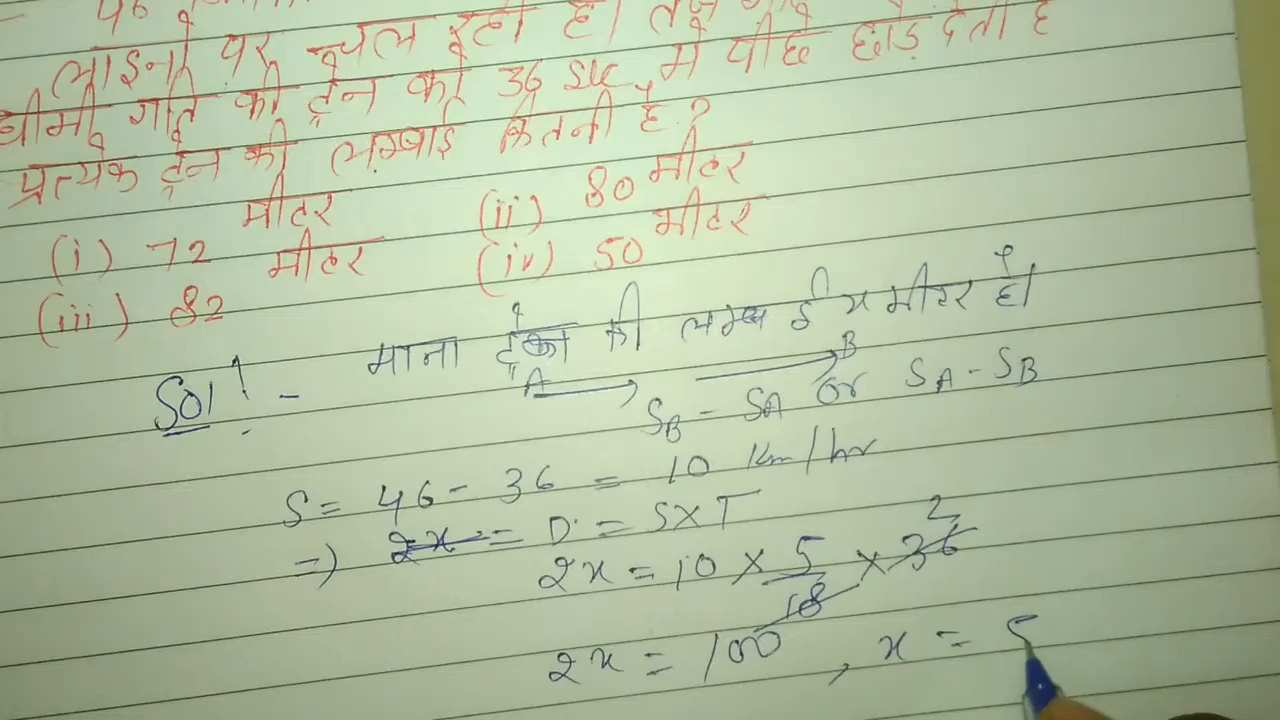 46
लाइनो पर चल रही है। तेज
धीमी गति की ट्रेन को 36 sec में पीछे छोड़ देती है
प्रत्येक ट्रेन की लम्बाई कितनी है?
(i) 72 मीटर (ii) 80 मीटर
(iii) 82 मीटर (iv) 50 मीटर
Sol! - माना की लम्बाई x मीटर है।
A B
SB - SA or SA - SB
S = 46 - 36 = 10 Km/hr
=) 2x = D = S×T
2x = 10 × 5/18 × 36 2
2x = 100 , x = 5